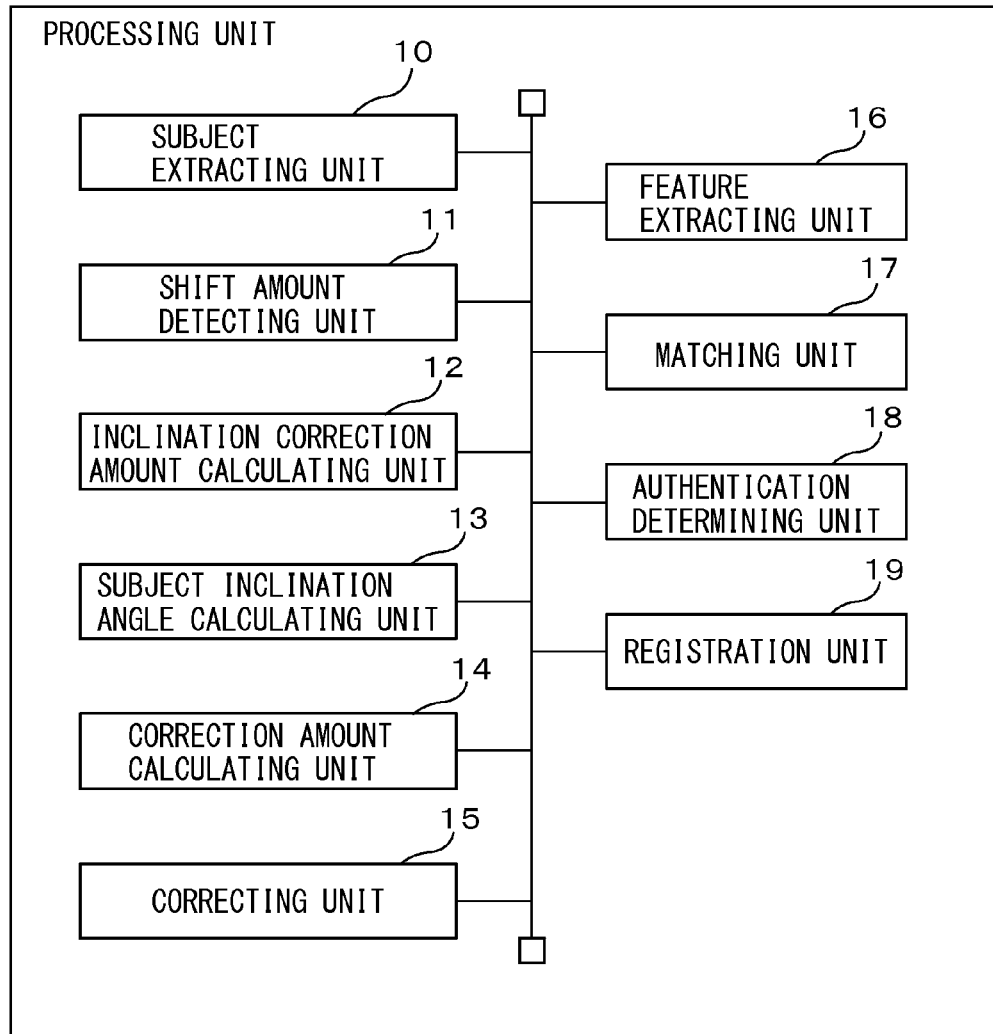 PROCESSING UNIT
10
SUBJECT
EXTRACTING UNIT
11
SHIFT AMOUNT
DETECTING UNIT
12
INCLINATION CORRECTION
AMOUNT CALCULATING UNIT
13
SUBJECT INCLINATION
ANGLE CALCULATING UNIT
14
CORRECTION AMOUNT
CALCULATING UNIT
15
CORRECTING UNIT
16
FEATURE
EXTRACTING UNIT
17
MATCHING UNIT
18
AUTHENTICATION
DETERMINING UNIT
19
REGISTRATION UNIT